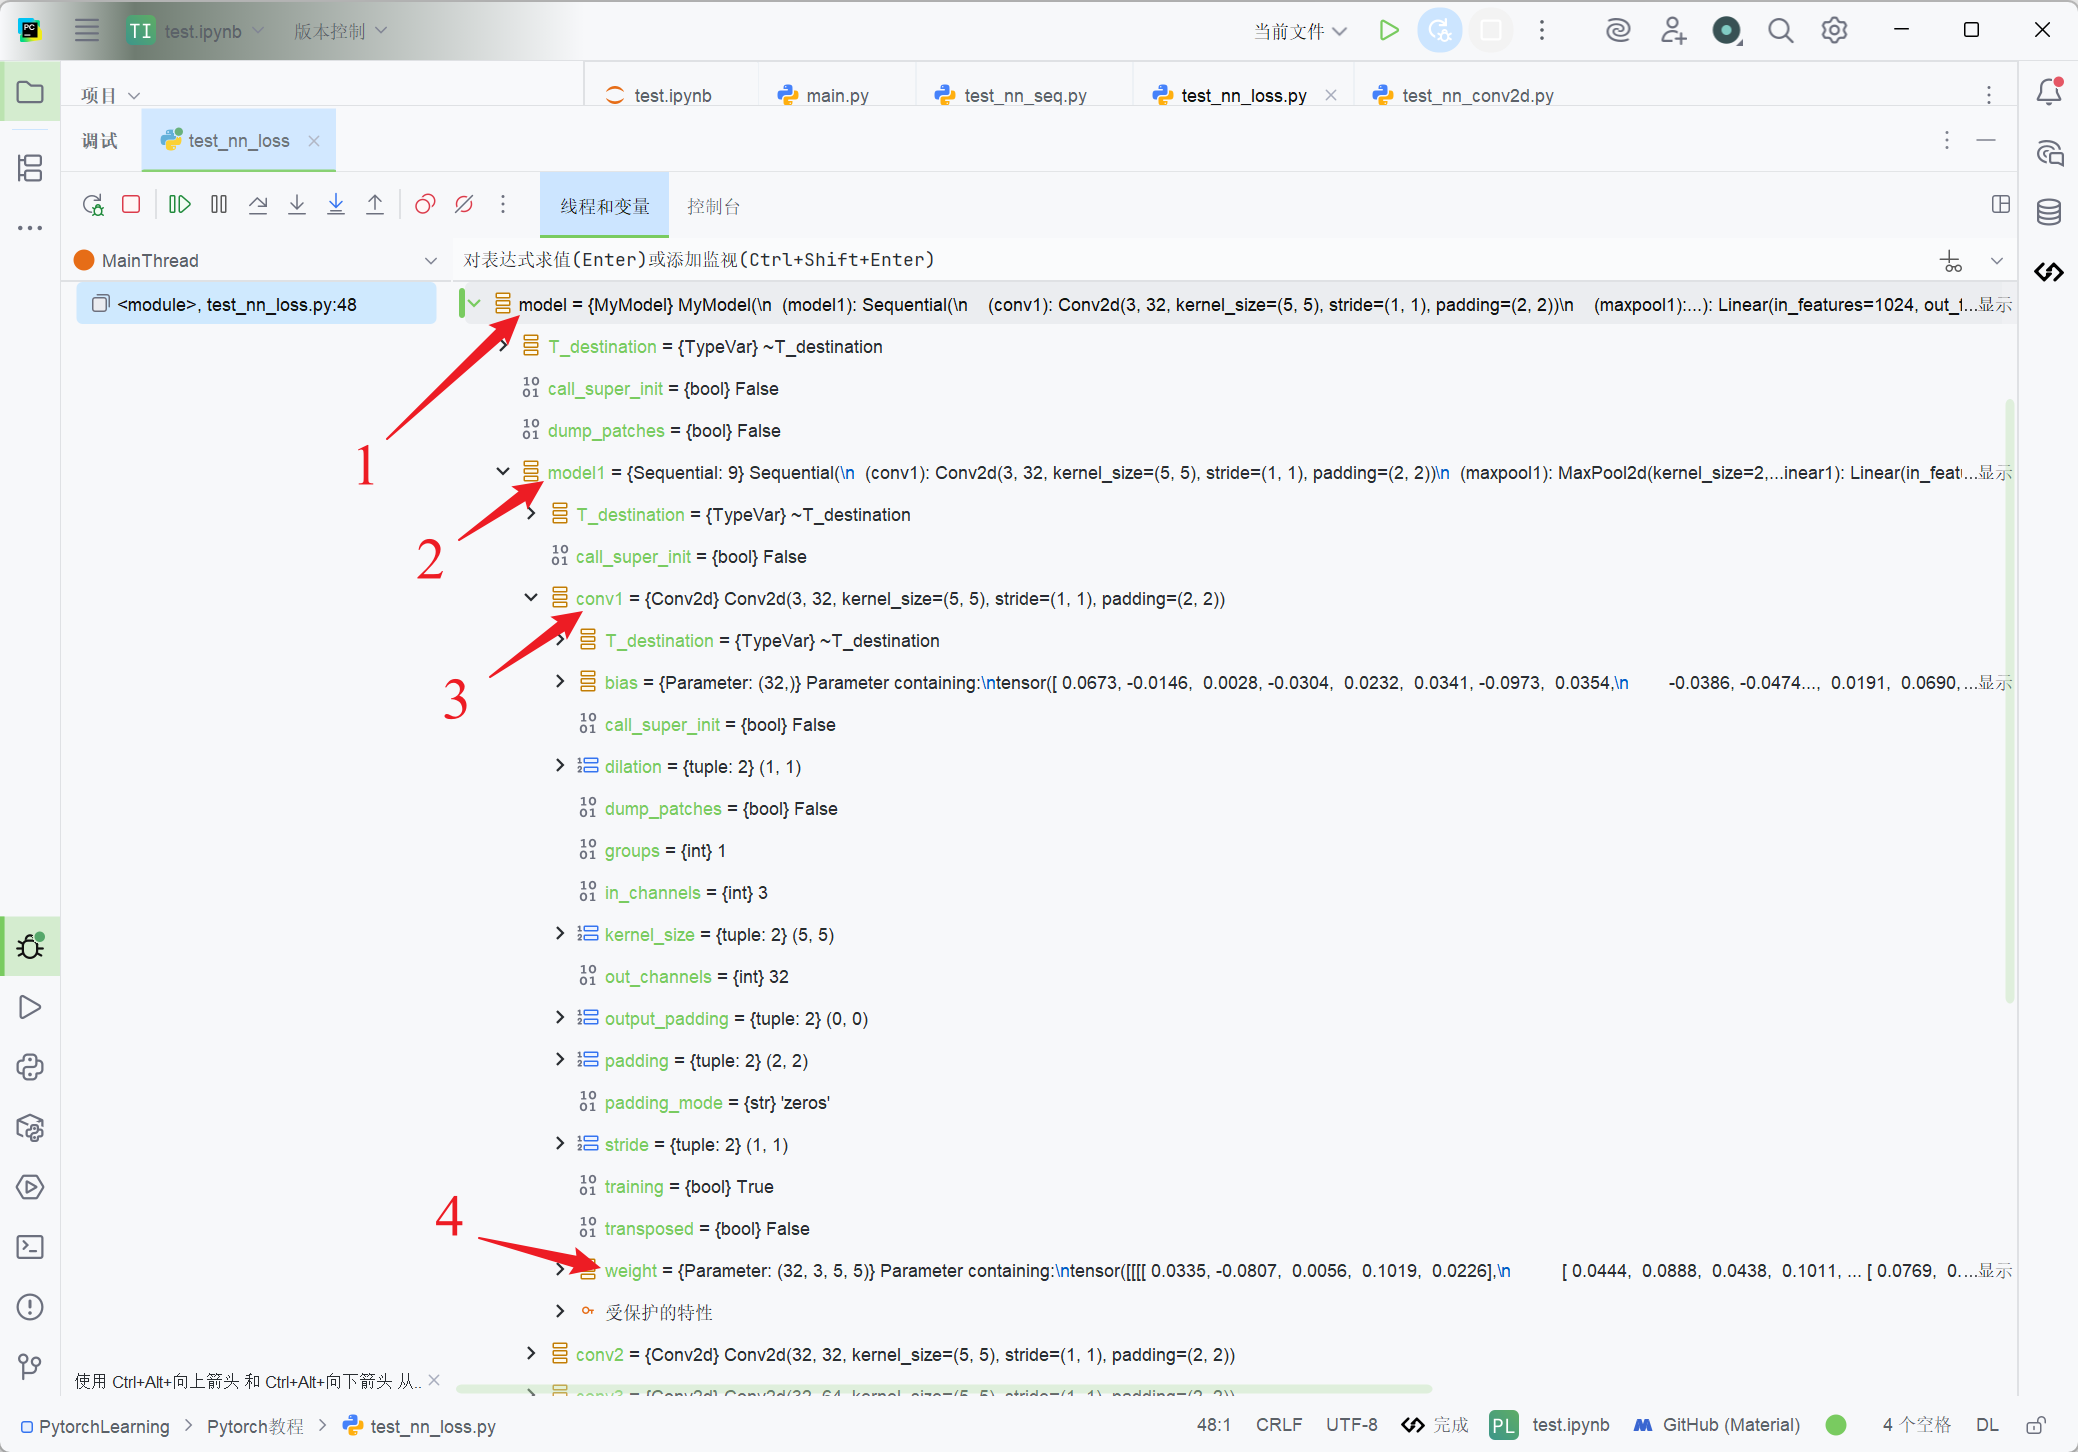 TI test.ipynb 版本控制 当前文件
项目 test.ipynb main.py test_nn_seq.py test_nn_loss.py test_nn_conv2d.py
调试 test_nn_loss
线程和变量 控制台
MainThread 对表达式求值(Enter)或添加监视(Ctrl+Shift+Enter)
<module>, test_nn_loss.py:48
model = {MyModel} MyModel(\n (model1): Sequential(\n (conv1): Conv2d(3, 32, kernel_size=(5, 5), stride=(1, 1), padding=(2, 2))\n (maxpool1):...): Linear(in_features=1024, out_f...显示
T_destination = {TypeVar} ~T_destination
call_super_init = {bool} False
dump_patches = {bool} False
1
model1 = {Sequential: 9} Sequential(\n (conv1): Conv2d(3, 32, kernel_size=(5, 5), stride=(1, 1), padding=(2, 2))\n (maxpool1): MaxPool2d(kernel_size=2,...inear1): Linear(in_feat...显示
T_destination = {TypeVar} ~T_destination
2
call_super_init = {bool} False
conv1 = {Conv2d} Conv2d(3, 32, kernel_size=(5, 5), stride=(1, 1), padding=(2, 2))
T_destination = {TypeVar} ~T_destination
3
bias = {Parameter: (32,)} Parameter containing:\ntensor([ 0.0673, -0.0146, 0.0028, -0.0304, 0.0232, 0.0341, -0.0973, 0.0354,\n -0.0386, -0.0474..., 0.0191, 0.0690, ...显示
call_super_init = {bool} False
dilation = {tuple: 2} (1, 1)
dump_patches = {bool} False
groups = {int} 1
in_channels = {int} 3
kernel_size = {tuple: 2} (5, 5)
out_channels = {int} 32
output_padding = {tuple: 2} (0, 0)
padding = {tuple: 2} (2, 2)
padding_mode = {str} 'zeros'
stride = {tuple: 2} (1, 1)
training = {bool} True
4
transposed = {bool} False
weight = {Parameter: (32, 3, 5, 5)} Parameter containing:\ntensor([[[[ 0.0335, -0.0807, 0.0056, 0.1019, 0.0226],\n [ 0.0444, 0.0888, 0.0438, 0.1011, ... [ 0.0769, 0....显示
受保护的特性
conv2 = {Conv2d} Conv2d(32, 32, kernel_size=(5, 5), stride=(1, 1), padding=(2, 2))
使用 Ctrl+Alt+向上箭头 和 Ctrl+Alt+向下箭头 从...
conv3 = {Conv2d} Conv2d(32, 64, kernel_size=(5, 5), stride=(1, 1), padding=(2, 2))
PytorchLearning Pytorch教程 test_nn_loss.py 48:1 CRLF UTF-8 完成 PL test.ipynb GitHub (Material) 4 个空格 DL